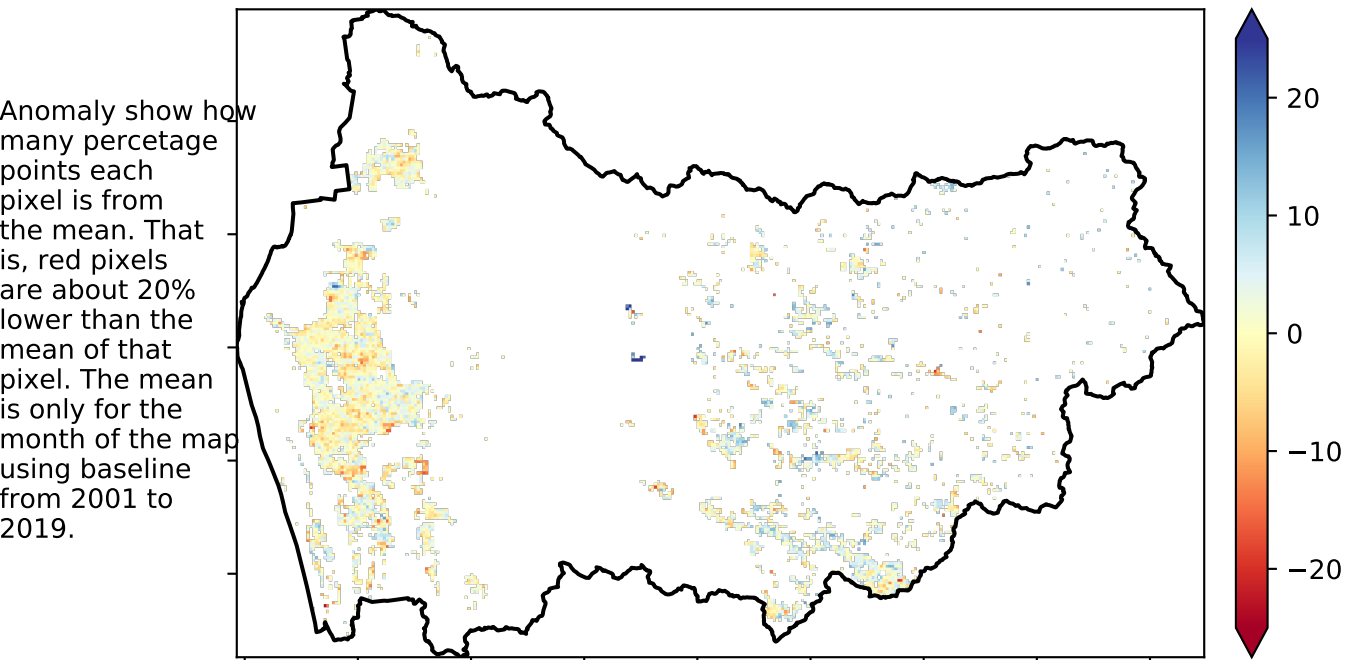 Anomaly show how
many percetage
points each
pixel is from
the mean. That
is, red pixels
are about 20%
lower than the
mean of that
pixel. The mean
is only for the
month of the map
using baseline
from 2001 to
2019.
20
10
0
−10
−20